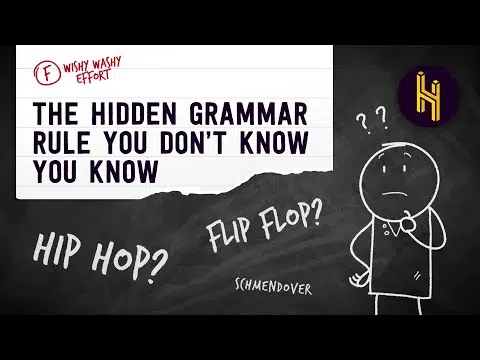 F WISHY WASHY
EFFORT
THE HIDDEN GRAMMAR
RULE YOU DON'T KNOW
YOU KNOW
? ?
HIP HOP?
FLIP FLOP?
SCHMENDOVER